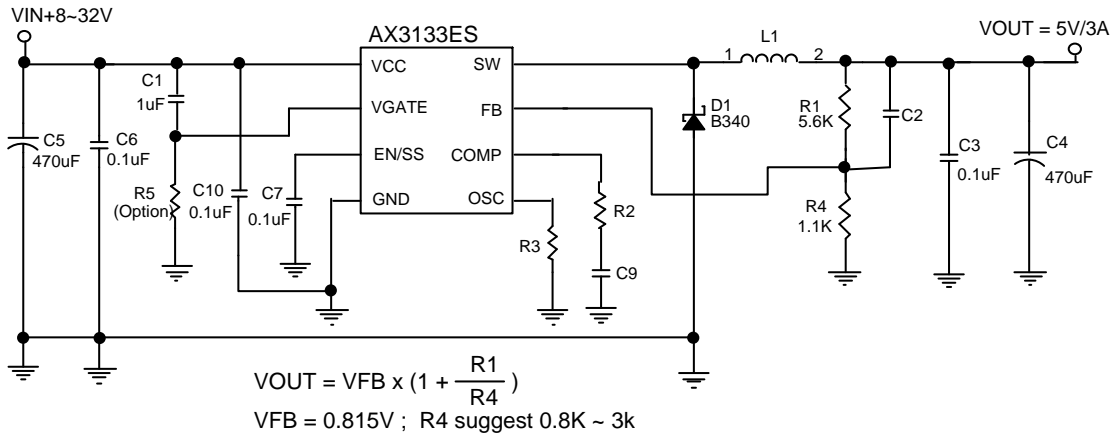 VIN+8~32V
VOUT = 5V/3A
AX3133ES
L1
1
2
VCC
SW
C1
1uF
VGATE
FB
D1
B340
R1
5.6K
C2
C5
470uF
C6
0.1uF
EN/SS
COMP
C3
0.1uF
C4
470uF
R5
(Option)
C10
0.1uF
C7
0.1uF
GND
OSC
R2
R4
1.1K
R3
C9
VOUT = VFB x (1 + R1
R4 )
VFB = 0.815V ; R4 suggest 0.8K ~ 3k